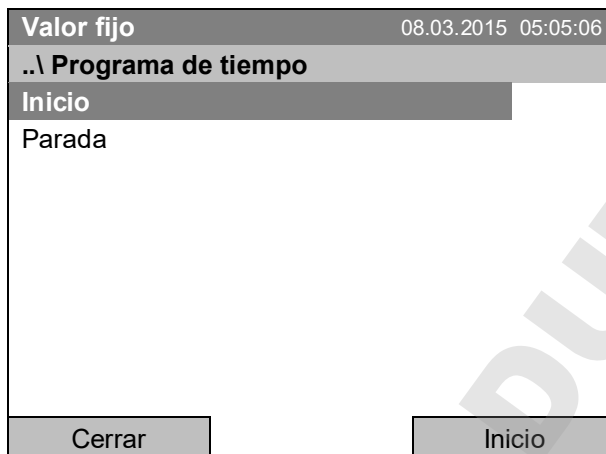 Valor fijo 08.03.2015 05:05:06
..\ Programa de tiempo
Inicio
Parada
Cerrar Inicio